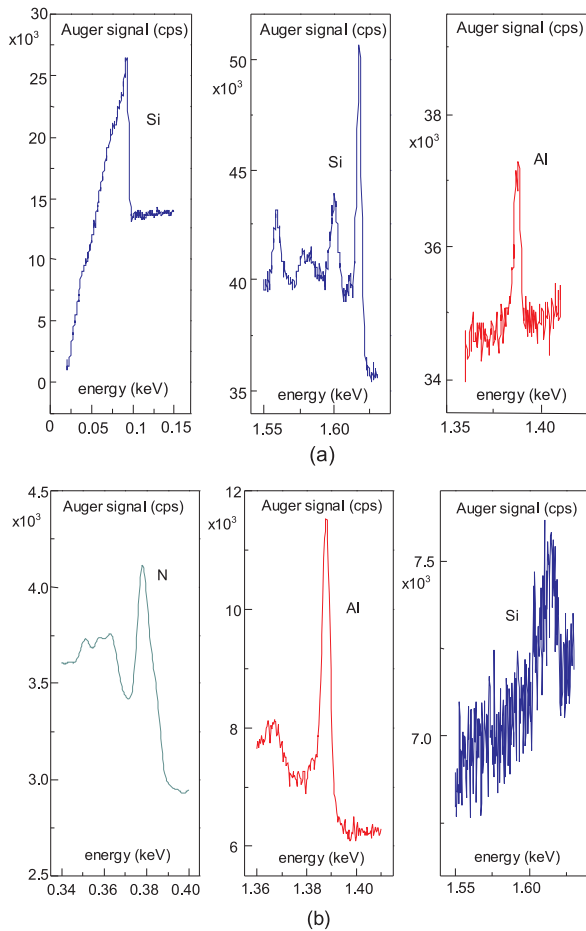 Auger signal (cps)
x10³
30
25
20
15
10
5
0
Si
energy (keV)
0
0.05
0.10
0.15
Auger signal (cps)
x10³
50
45
40
35
Si
energy (keV)
1.55
1.60
Auger signal (cps)
x10³
38
36
34
Al
energy (keV)
1.35
1.40
(a)
Auger signal (cps)
x10³
4.5
4.0
3.5
3.0
2.5
N
energy (keV)
0.34
0.36
0.38
0.40
Auger signal (cps)
x10³
12
10
8
6
Al
energy (keV)
1.36
1.38
1.40
Auger signal (cps)
x10³
7.5
7.0
Si
energy (keV)
1.55
1.60
(b)